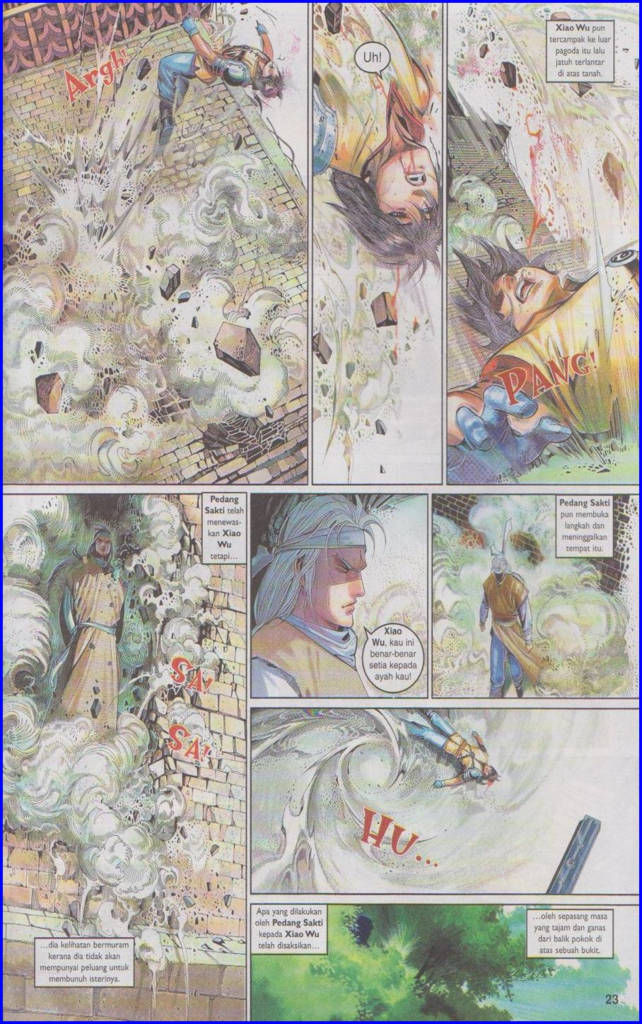 Argh!
Uh!
Xiao Wu pun
tercampak ke luar
pagoda itu lalu
jatuh terlantar
di atas tanah.
PANG!
Pedang
Sakti telah
menewas-
kan Xiao
Wu
tetapi...
SA!
SA!
...dia kelihatan bermuram
kerana dia tidak akan
mempunyai peluang untuk
membunuh isterinya.
Xiao
Wu, kau ini
benar-benar
setia kepada
ayah kau!
Pedang Sakti
pun membuka
langkah dan
meninggalkan
tempat itu.
HU...
Apa yang dilakukan
oleh Pedang Sakti
kepada Xiao Wu
telah disaksikan...
...oleh sepasang masa
yang tajam dan ganas
dari balik pokok di
atas sebuah bukit.
23